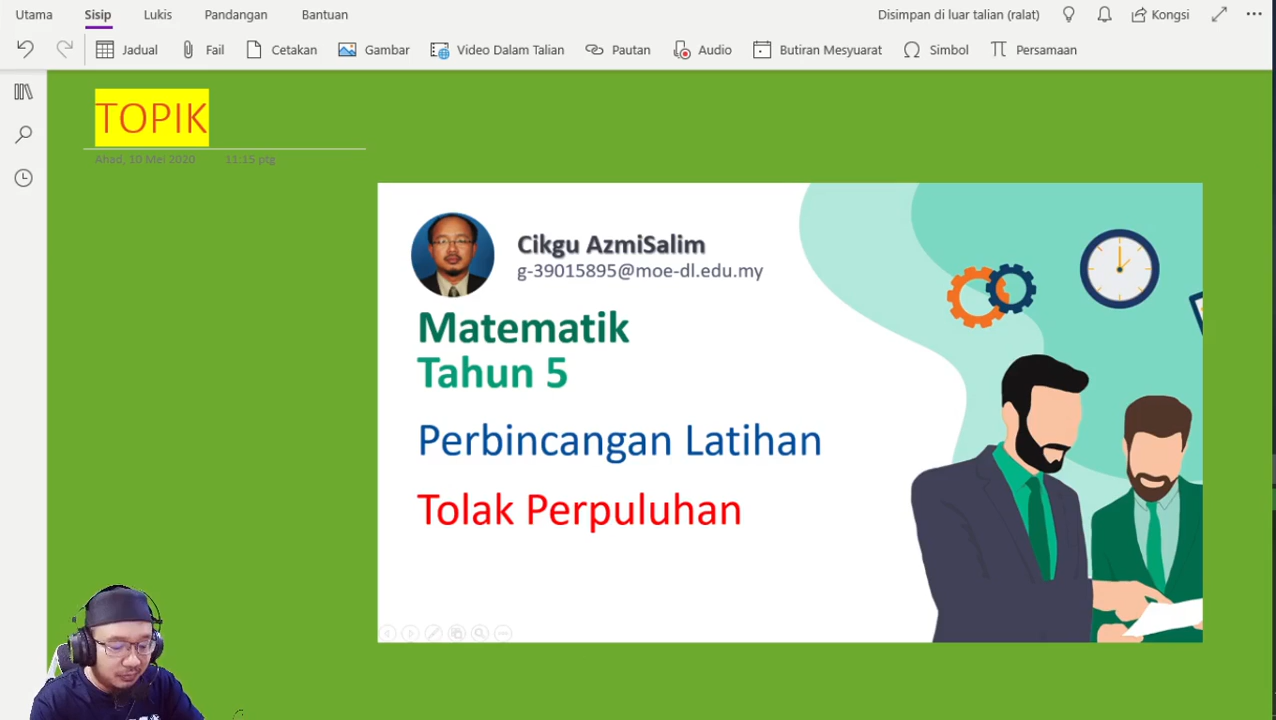 Utama Sisip Lukis Pandangan Bantuan Disimpan di luar talian (ralat) Kongsi
Jadual Fail Cetakan Gambar Video Dalam Talian Pautan Audio Butiran Mesyuarat Simbol Persamaan
TOPIK
Ahad, 10 Mei 2020 11:15 ptg
Cikgu AzmiSalim
g-39015895@moe-dl.edu.my
Matematik
Tahun 5
Perbincangan Latihan
Tolak Perpuluhan